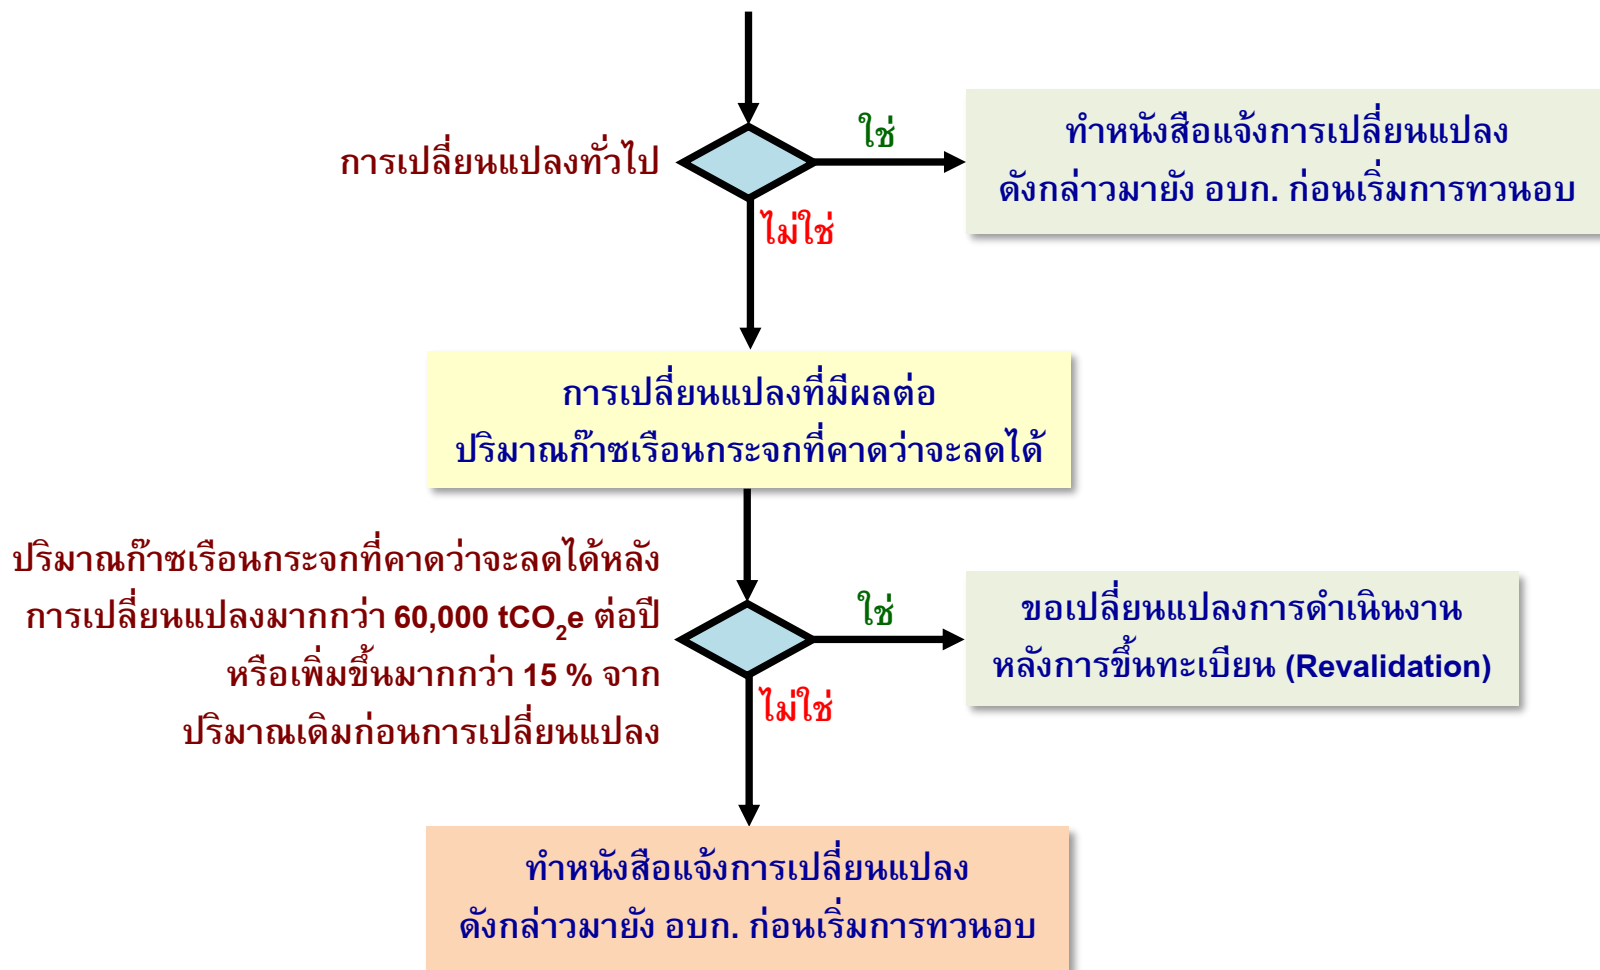 การเปลี่ยนแปลงทั่วไป
ใช่
ทำหนังสือแจ้งการเปลี่ยนแปลง
ดังกล่าวมายัง อบก. ก่อนเริ่มการทวนอบ
ไม่ใช่
การเปลี่ยนแปลงที่มีผลต่อ
ปริมาณก๊าซเรือนกระจกที่คาดว่าจะลดได้
ปริมาณก๊าซเรือนกระจกที่คาดว่าจะลดได้หลัง
การเปลี่ยนแปลงมากกว่า 60,000 tCO₂e ต่อปี
หรือเพิ่มขึ้นมากกว่า 15 % จาก
ปริมาณเดิมก่อนการเปลี่ยนแปลง
ใช่
ขอเปลี่ยนแปลงการดำเนินงาน
หลังการขึ้นทะเบียน (Revalidation)
ไม่ใช่
ทำหนังสือแจ้งการเปลี่ยนแปลง
ดังกล่าวมายัง อบก. ก่อนเริ่มการทวนอบ